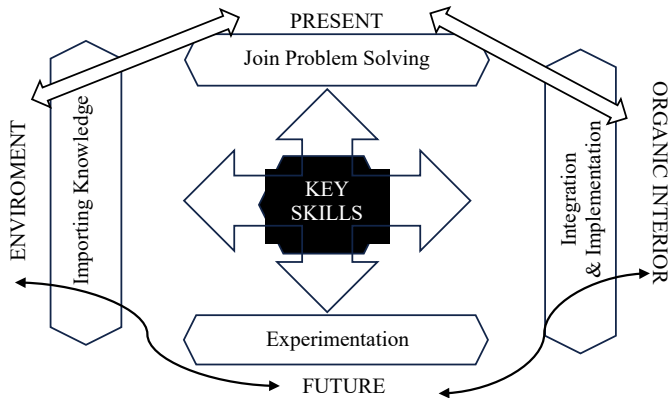 PRESENT
Join Problem Solving
ENVIROMENT
Importing Knowledge
KEY
SKILLS
Integration
& Implementation
ORGANIC INTERIOR
Experimentation
FUTURE